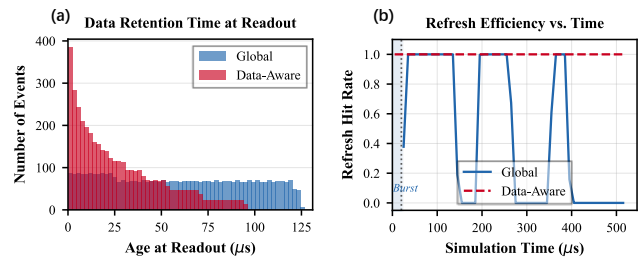 (a)
Data Retention Time at Readout
Number of Events
400
300
200
100
0
Global
Data-Aware
0
25
50
75
100
125
Age at Readout (μs)
(b)
Refresh Efficiency vs. Time
Refresh Hit Rate
1.0
0.8
0.6
0.4
0.2
0.0
Burst
Global
Data-Aware
0
100
200
300
400
500
Simulation Time (μs)